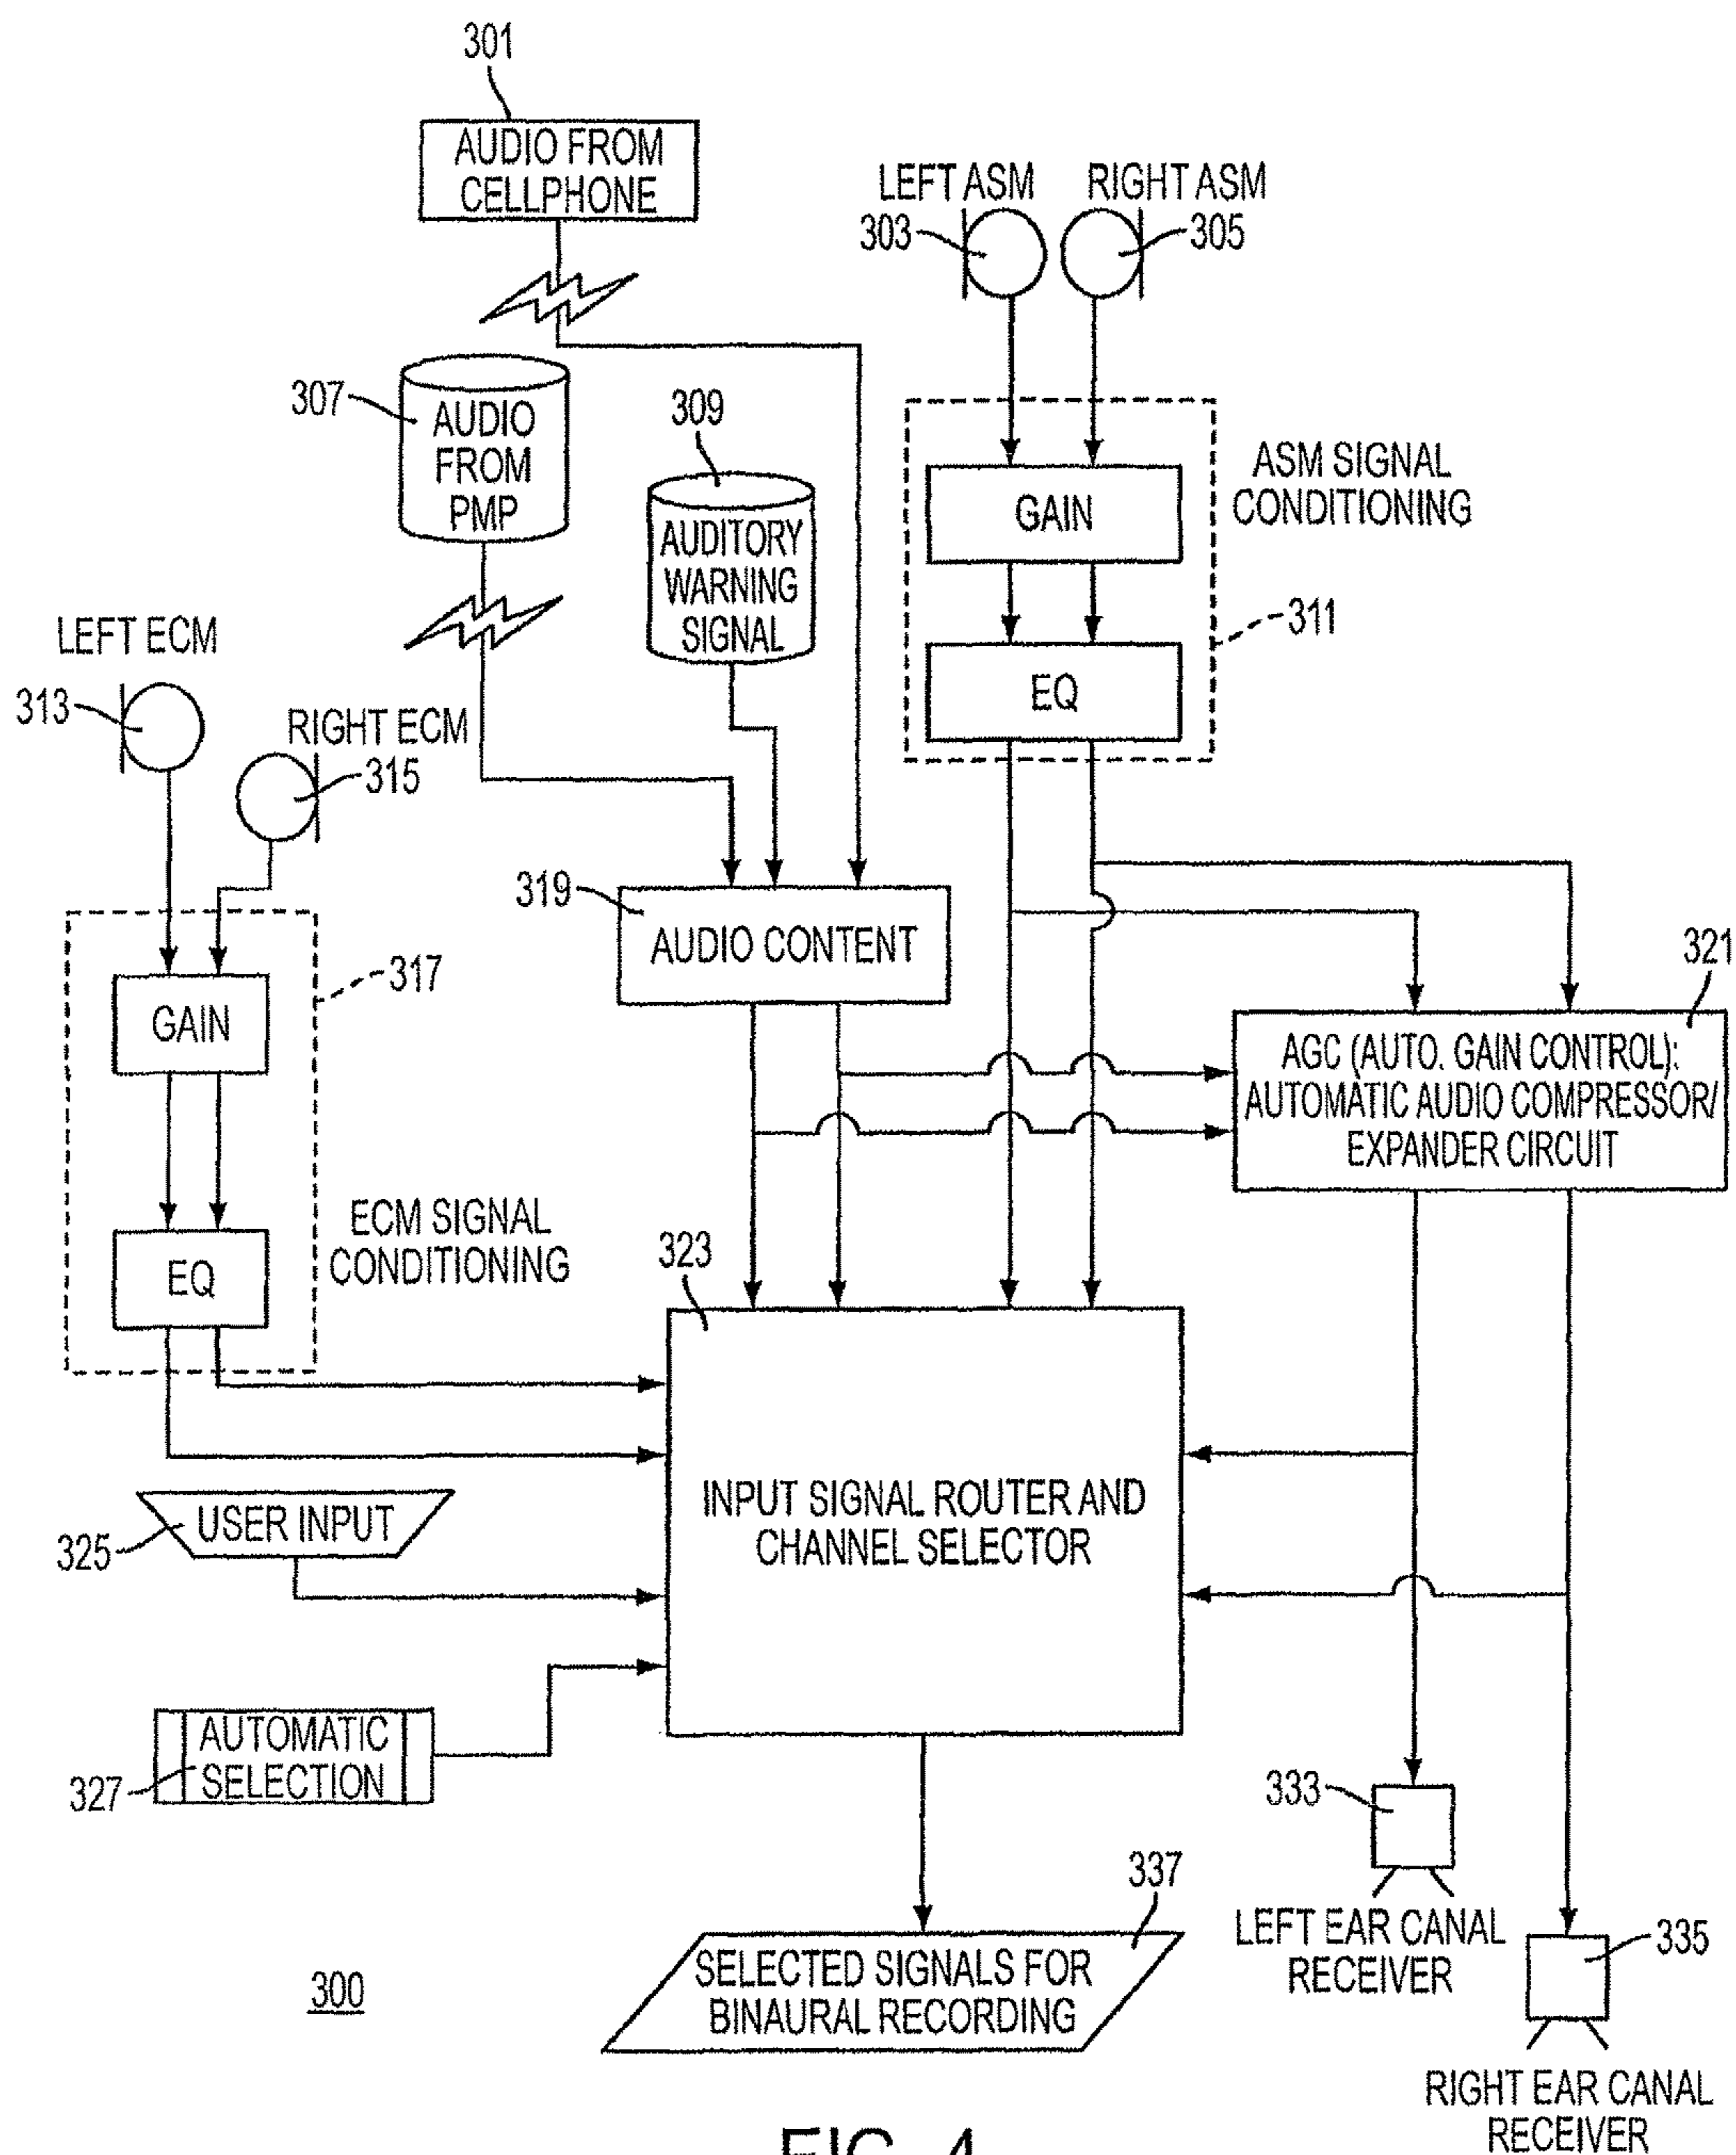 301
AUDIO FROM
CELLPHONE
LEFT ASM
303
RIGHT ASM
305
307
AUDIO
FROM
PMP
309
AUDITORY
WARNING
SIGNAL
GAIN
EQ
ASM SIGNAL
CONDITIONING
311
LEFT ECM
313
RIGHT ECM
315
317
GAIN
EQ
ECM SIGNAL
CONDITIONING
319
AUDIO CONTENT
321
AGC (AUTO. GAIN CONTROL):
AUTOMATIC AUDIO COMPRESSOR/
EXPANDER CIRCUIT
323
INPUT SIGNAL ROUTER AND
CHANNEL SELECTOR
325
USER INPUT
327
AUTOMATIC
SELECTION
333
LEFT EAR CANAL
RECEIVER
335
RIGHT EAR CANAL
RECEIVER
337
SELECTED SIGNALS FOR
BINAURAL RECORDING
300
FIG. 4